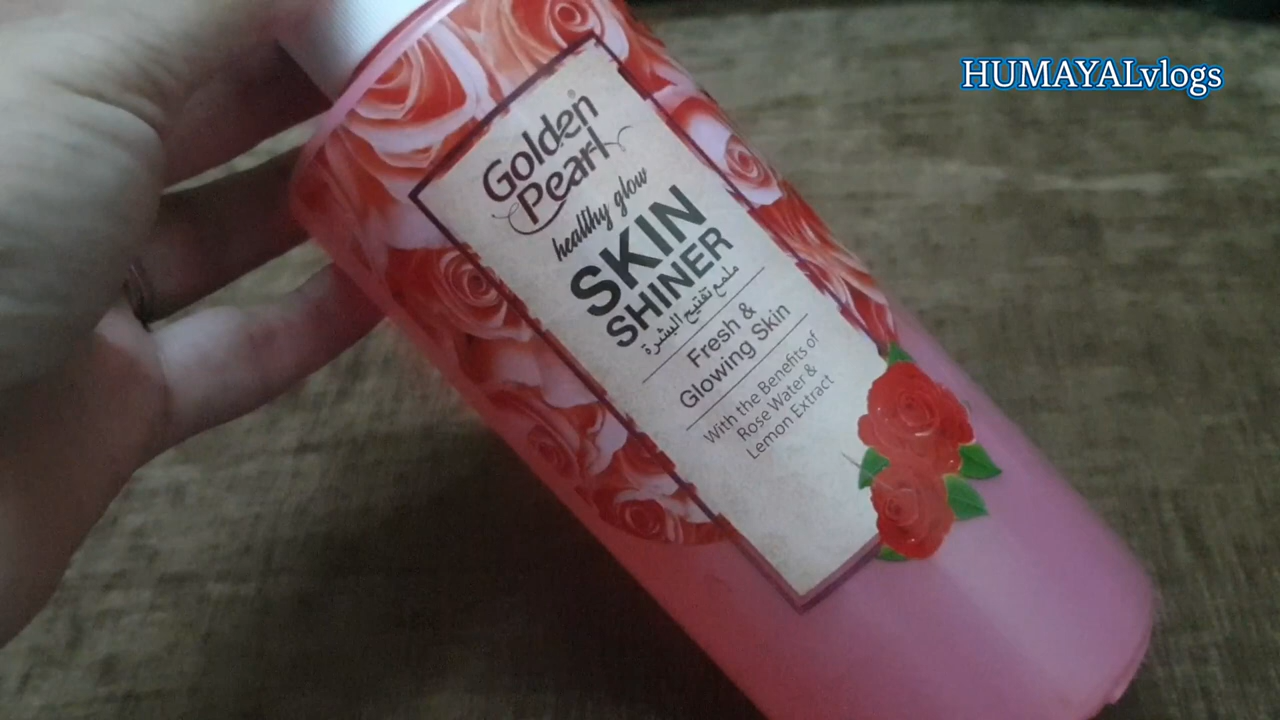 HUMAYALvlogs
Golden®
Pearl
healthy glow
SKIN
SHINER
ملمع تفتيح البشرة
Fresh &
Glowing Skin
With the Benefits of
Rose Water &
Lemon Extract